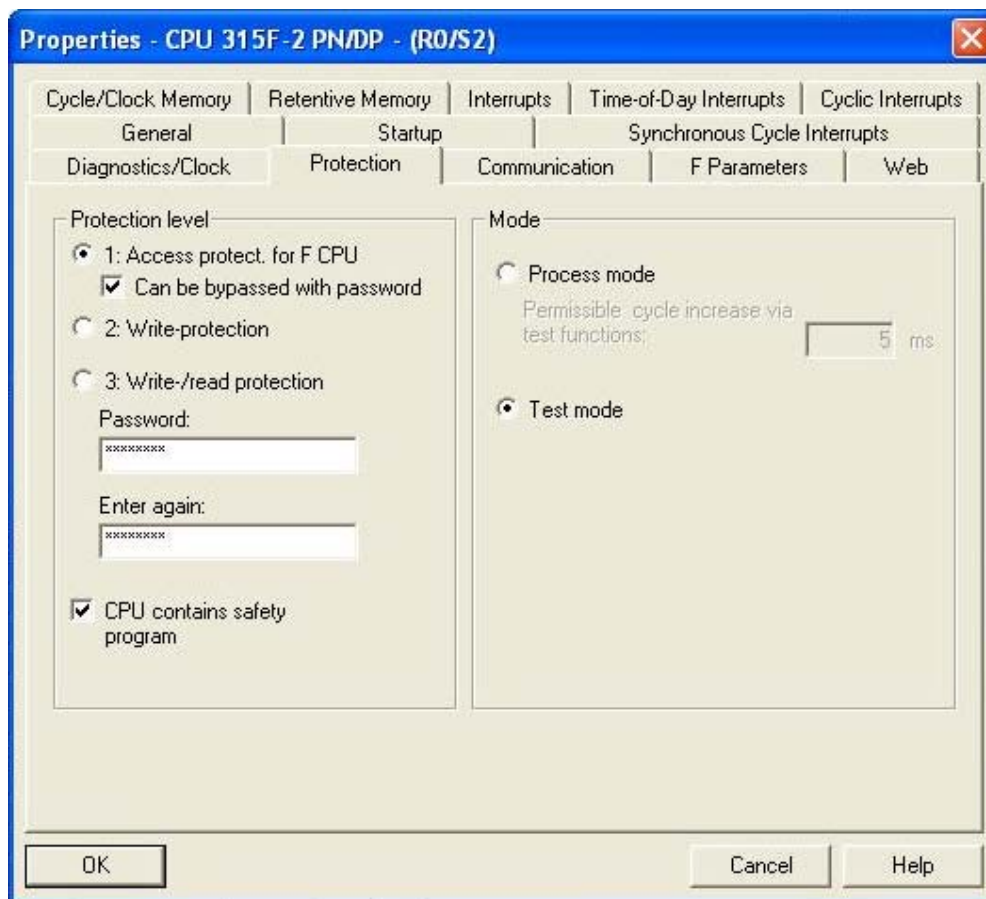 Properties - CPU 315F-2 PN/DP - (R0/S2)
Cycle/Clock Memory
Retentive Memory
Interrupts
Time-of-Day Interrupts
Cyclic Interrupts
General
Startup
Synchronous Cycle Interrupts
Diagnostics/Clock
Protection
Communication
F Parameters
Web
Protection level
1: Access protect. for F CPU
Can be bypassed with password
2: Write-protection
3: Write-/read protection
Password:
********
Enter again:
********
CPU contains safety
program
Mode
Process mode
Permissible cycle increase via
test functions:
5 ms
Test mode
OK
Cancel
Help